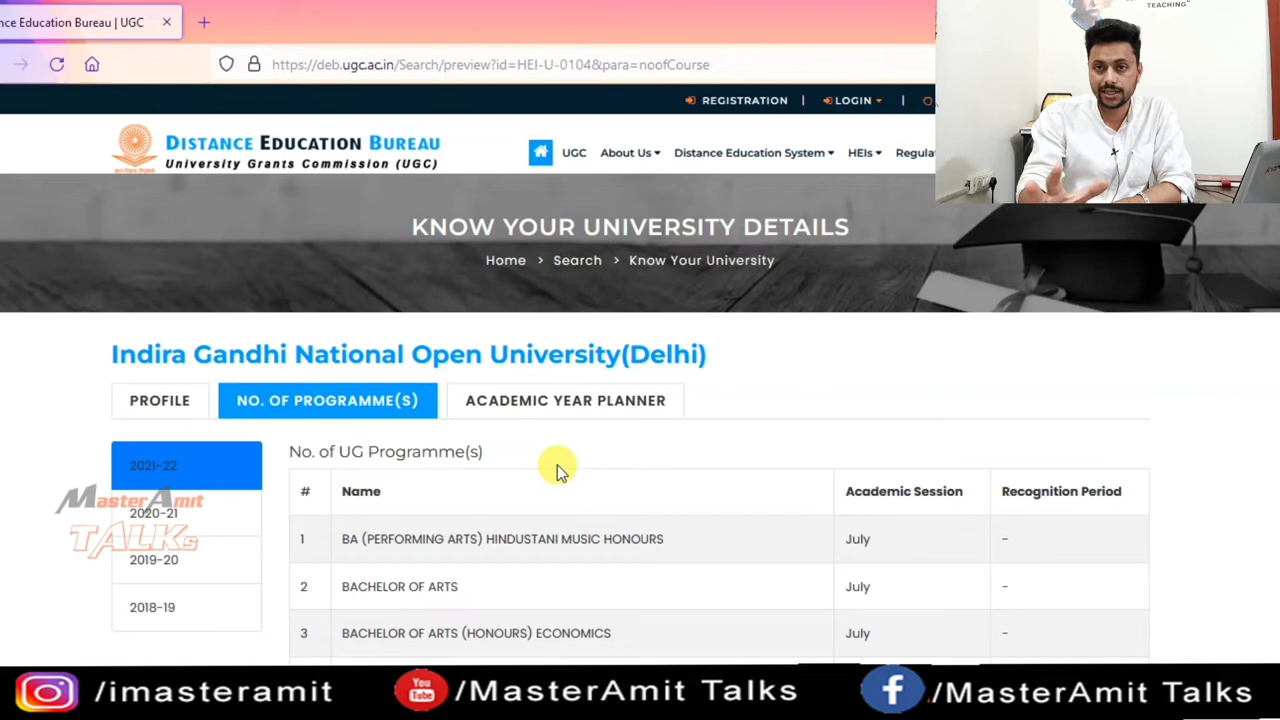 nce Education Bureau | UGC
https://deb.ugc.ac.in/Search/preview?id=HEI-U-0104&para=noofCourse
TEACHING"
REGISTRATION | LOGIN |
DISTANCE EDUCATION BUREAU
University Grants Commission (UGC)
UGC About Us Distance Education System HEIs Regula
KNOW YOUR UNIVERSITY DETAILS
Home > Search > Know Your University
Indira Gandhi National Open University(Delhi)
PROFILE NO. OF PROGRAMME(S) ACADEMIC YEAR PLANNER
2021-22
2020-21
2019-20
2018-19
MasterAmit
TALKs
No. of UG Programme(s)
# Name Academic Session Recognition Period
1 BA (PERFORMING ARTS) HINDUSTANI MUSIC HONOURS July -
2 BACHELOR OF ARTS July -
3 BACHELOR OF ARTS (HONOURS) ECONOMICS July -
/imasteramit You Tube /MasterAmit Talks f /MasterAmit Talks